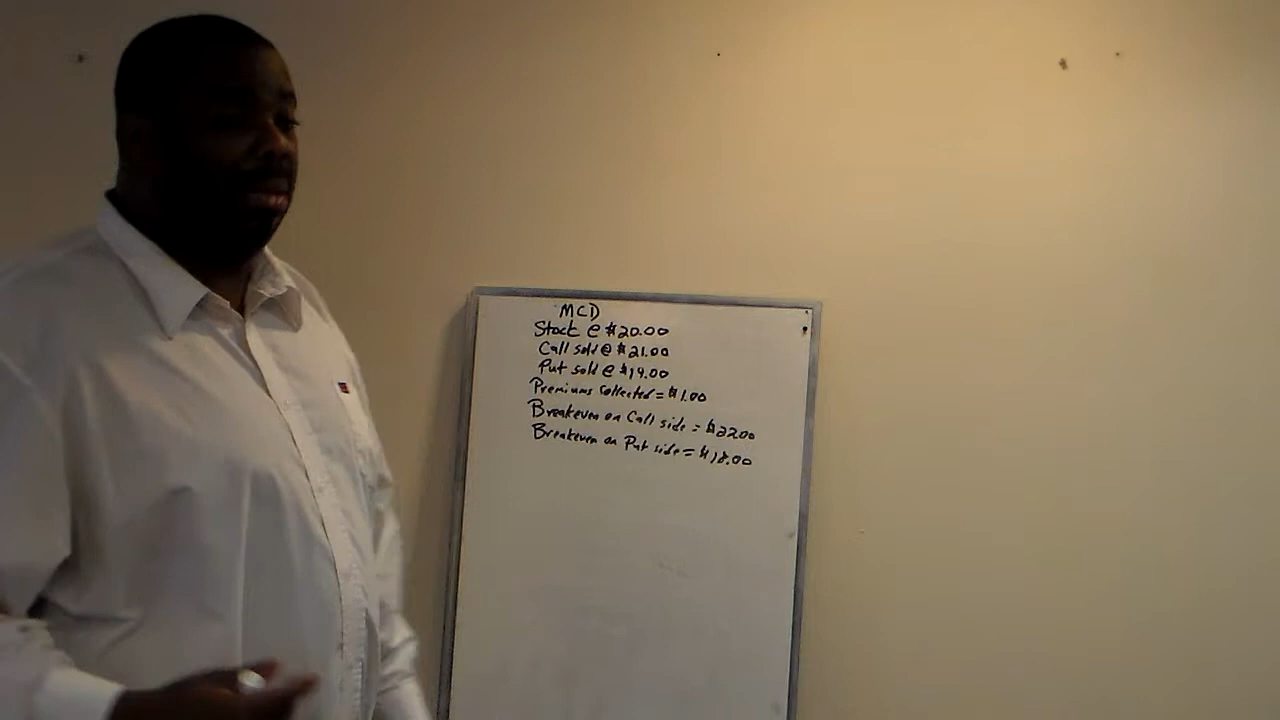 MCD
Stock @ $20.00
Call sold @ $21.00
Put sold @ $19.00
Premiums collected = $1.00
Breakeven on Call side = $22.00
Breakeven on Put side = $18.00